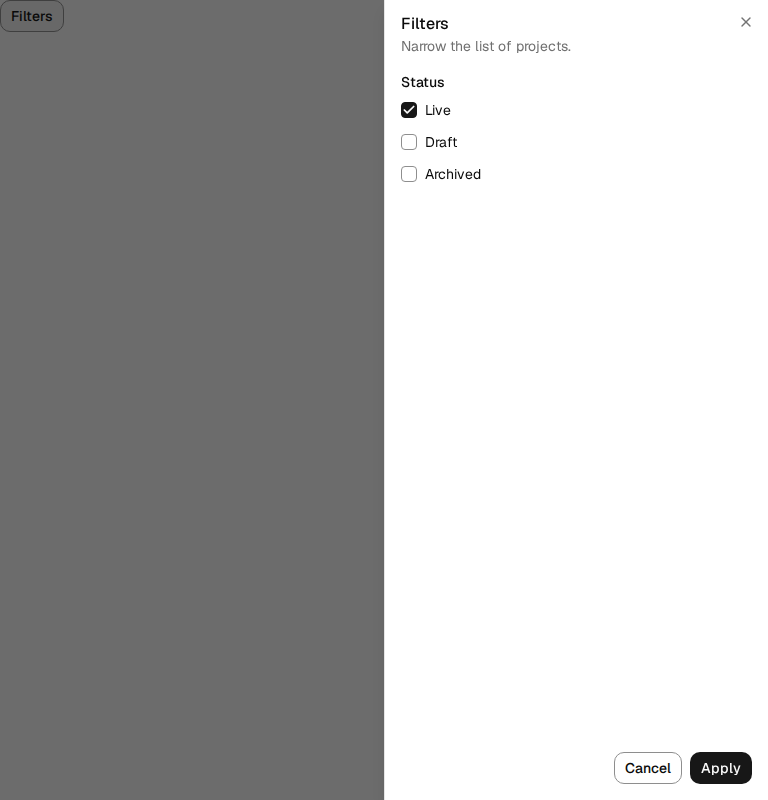 Filters
Filters
Narrow the list of projects.
Status
Live
Draft
Archived
Cancel
Apply